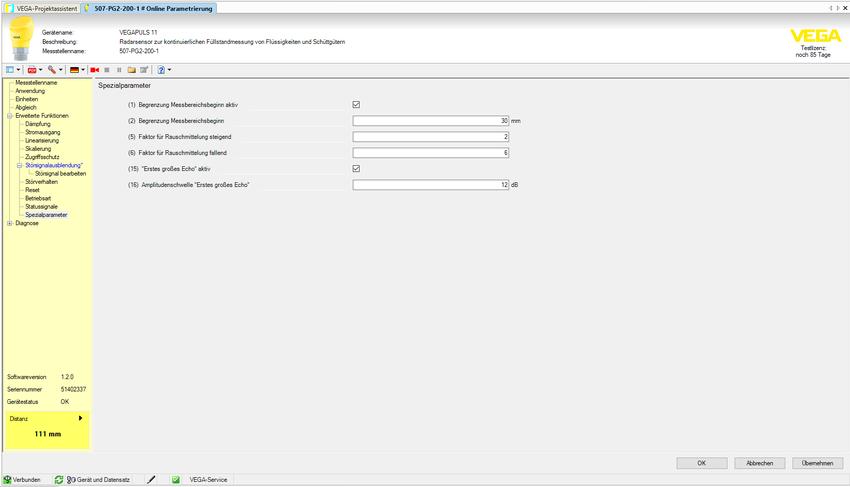 VEGA-Projektassistent
507-PG2-200-1 # Online Parametrierung
Gerätename: VEGAPULS 11
Beschreibung: Radarsensor zur kontinuierlichen Füllstandmessung von Flüssigkeiten und Schüttgütern
Messstellenname: 507-PG2-200-1
VEGA
Testlizenz:
noch 85 Tage
PDF
Messstellenname
Anwendung
Einheiten
Abgleich
Erweiterte Funktionen
Dämpfung
Stromausgang
Linearisierung
Skalierung
Zugriffsschutz
Störsignalausblendung*
Störsignal bearbeiten
Störverhalten
Reset
Betriebsart
Statussignale
Spezialparameter
Diagnose
Softwareversion 1.2.0
Seriennummer 51402337
Gerätestatus OK
Distanz
111 mm
Spezialparameter
(1) Begrenzung Messbereichsbeginn aktiv
(2) Begrenzung Messbereichsbeginn 30 mm
(5) Faktor für Rauschmittelung steigend 2
(6) Faktor für Rauschmittelung fallend 6
(15) "Erstes großes Echo" aktiv
(16) Amplitudenschwelle "Erstes großes Echo" 12 dB
OK Abbrechen Übernehmen
Verbunden Gerät und Datensatz VEGA-Service